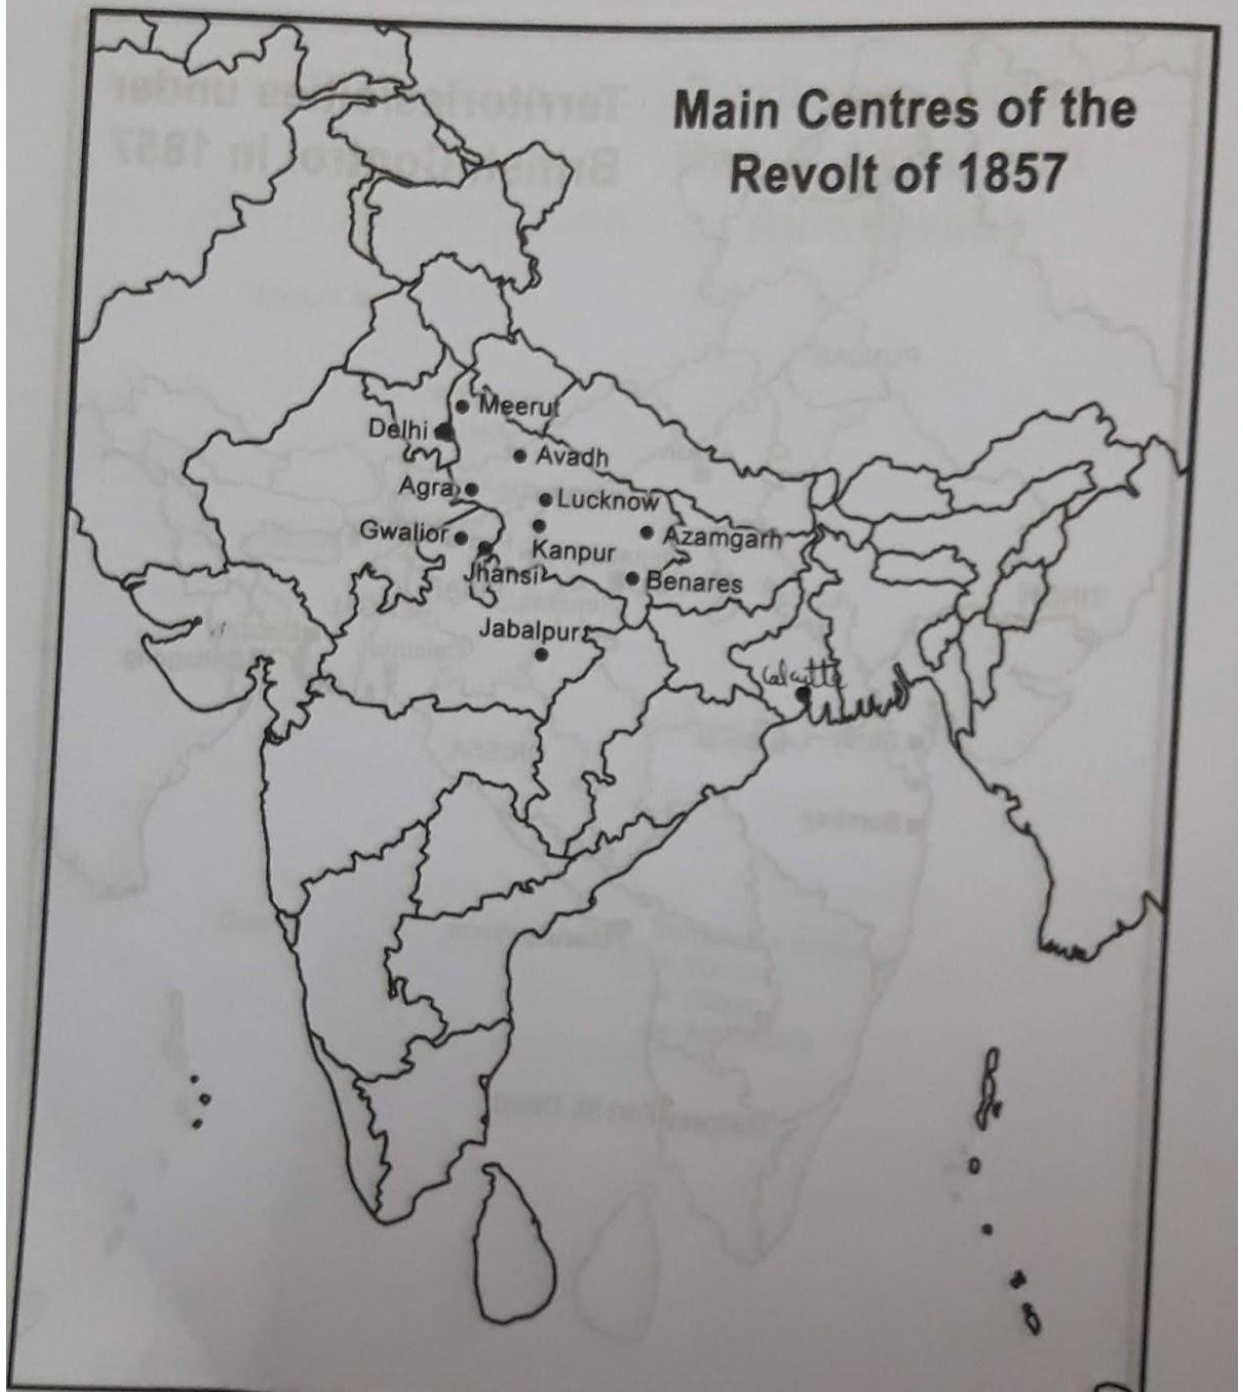 Main Centres of the
Revolt of 1857
Meerut
Delhi
Avadh
Agra
Lucknow
Gwalior
Azamgarh
Kanpur
Jhansi
Benares
Jabalpur
Calcutta